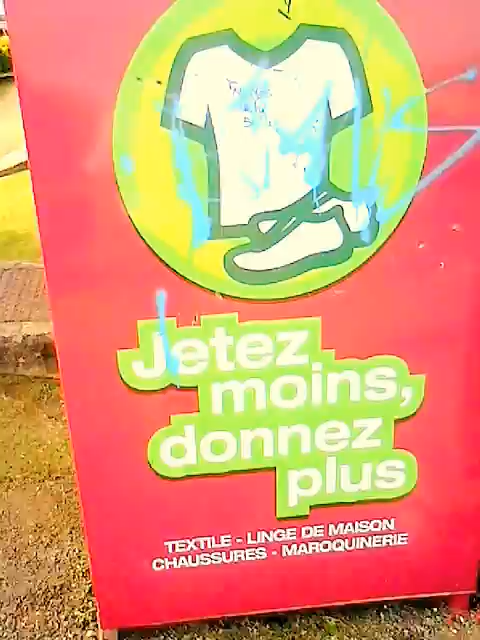 Jetez
moins,
donnez
plus
TEXTILE - LINGE DE MAISON
CHAUSSURES - MAROQUINERIE